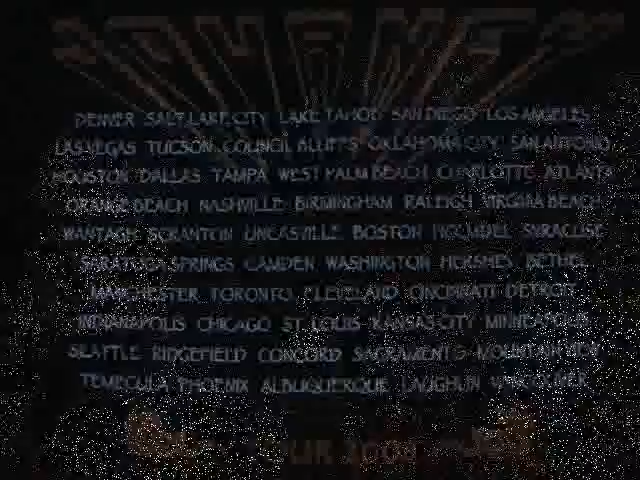 DENVER SALT LAKE CITY LAKE TAHOE SAN DIEGO LOS ANGELES
LAS VEGAS TUCSON COUNCIL BLUFFS OKLAHOMA CITY SAN ANTONIO
HOUSTON DALLAS TAMPA WEST PALM BEACH CHARLOTTE ATLANTA
ORANGE BEACH NASHVILLE BIRMINGHAM RALEIGH VIRGINIA BEACH
WANTAGH SCRANTON UNCASVILLE BOSTON HOLMDEL SYRACUSE
SARATOGA SPRINGS CAMDEN WASHINGTON HERSHEY BETHEL
MANCHESTER TORONTO CLEVELAND CINCINNATI DETROIT
INDIANAPOLIS CHICAGO ST LOUIS KANSAS CITY MINNEAPOLIS
SEATTLE RIDGEFIELD CONCORD SACRAMENTO MOUNTAIN VIEW
TEMECULA PHOENIX ALBUQUERQUE LAUGHLIN VANCOUVER
TOUR